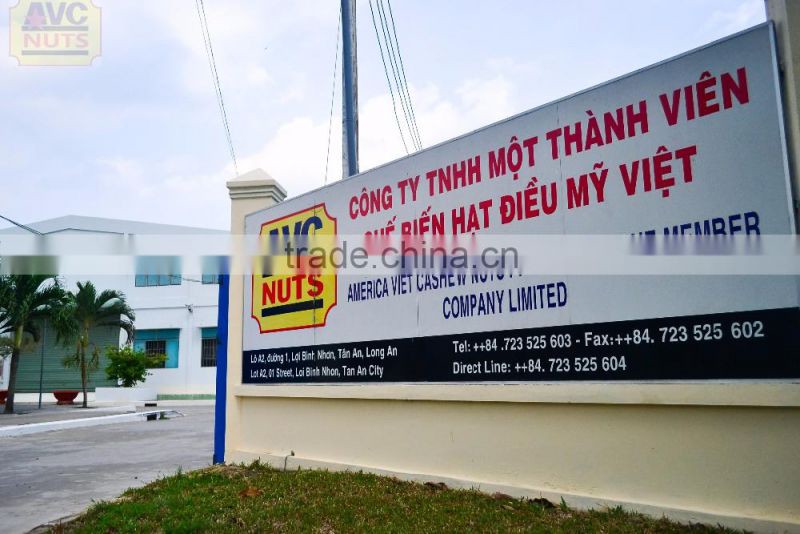 AVC
NUTS
CÔNG TY TNHH MỘT THÀNH VIÊN
BIẾN HẠT ĐIỀU MỸ VIỆT
AVC
NUTS
trade.china.cn
MEMBER
AMERICA VIET CASHEW
COMPANY LIMITED
Lô A2, đường 1, Lợi Bình Nhơn, Tân An, Long An
Lot A2, 01 Street, Loi Binh Nhon, Tan An City
Tel: ++84 .723 525 603 - Fax:++84. 723 525 602
Direct Line: ++84. 723 525 604